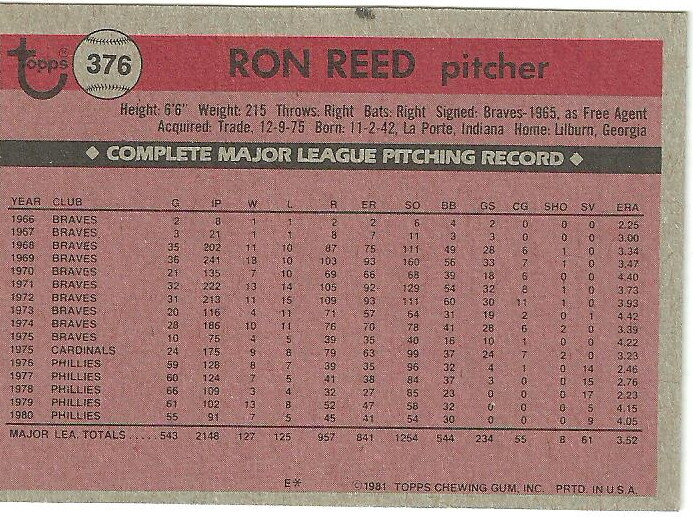 topps® 376 RON REED pitcher
Height: 6'6" Weight: 215 Throws: Right Bats: Right Signed: Braves-1965, as Free Agent
Acquired: Trade, 12-9-75 Born: 11-2-42, La Porte, Indiana Home: Lilburn, Georgia
◆ COMPLETE MAJOR LEAGUE PITCHING RECORD ◆
YEAR CLUB G IP W L R ER SO BB GS CG SHO SV ERA
1966 BRAVES 2 8 1 1 2 2 6 4 2 0 0 0 2.25
1967 BRAVES 3 21 1 1 8 7 11 3 3 0 0 0 3.00
1968 BRAVES 35 202 11 10 87 75 111 49 28 6 1 0 3.34
1969 BRAVES 36 241 18 10 103 93 160 56 33 7 1 0 3.47
1970 BRAVES 21 135 7 10 69 66 68 39 18 6 0 0 4.40
1971 BRAVES 32 222 13 14 105 92 129 54 32 8 1 0 3.73
1972 BRAVES 31 213 11 15 109 93 111 60 30 11 1 0 3.93
1973 BRAVES 20 116 4 11 71 57 64 31 19 2 0 1 4.42
1974 BRAVES 28 186 10 11 76 70 78 41 28 6 2 0 3.39
1975 BRAVES 10 75 4 5 39 35 40 16 10 1 0 0 4.22
1975 CARDINALS 24 176 9 8 79 63 99 37 24 7 2 0 3.23
1976 PHILLIES 59 128 8 7 39 35 96 32 4 1 0 14 2.46
1977 PHILLIES 60 124 7 5 41 38 84 37 3 0 0 15 2.76
1978 PHILLIES 66 109 3 4 32 27 85 23 0 0 0 17 2.23
1979 PHILLIES 61 102 13 8 52 47 58 32 0 0 0 5 4.15
1980 PHILLIES 55 91 7 5 45 41 54 30 0 0 0 9 4.05
MAJOR LEA. TOTALS ..... 543 2148 127 125 957 841 1254 544 234 55 8 61 3.52
E* ©1981 TOPPS CHEWING GUM, INC. PRTD. IN U.S.A.